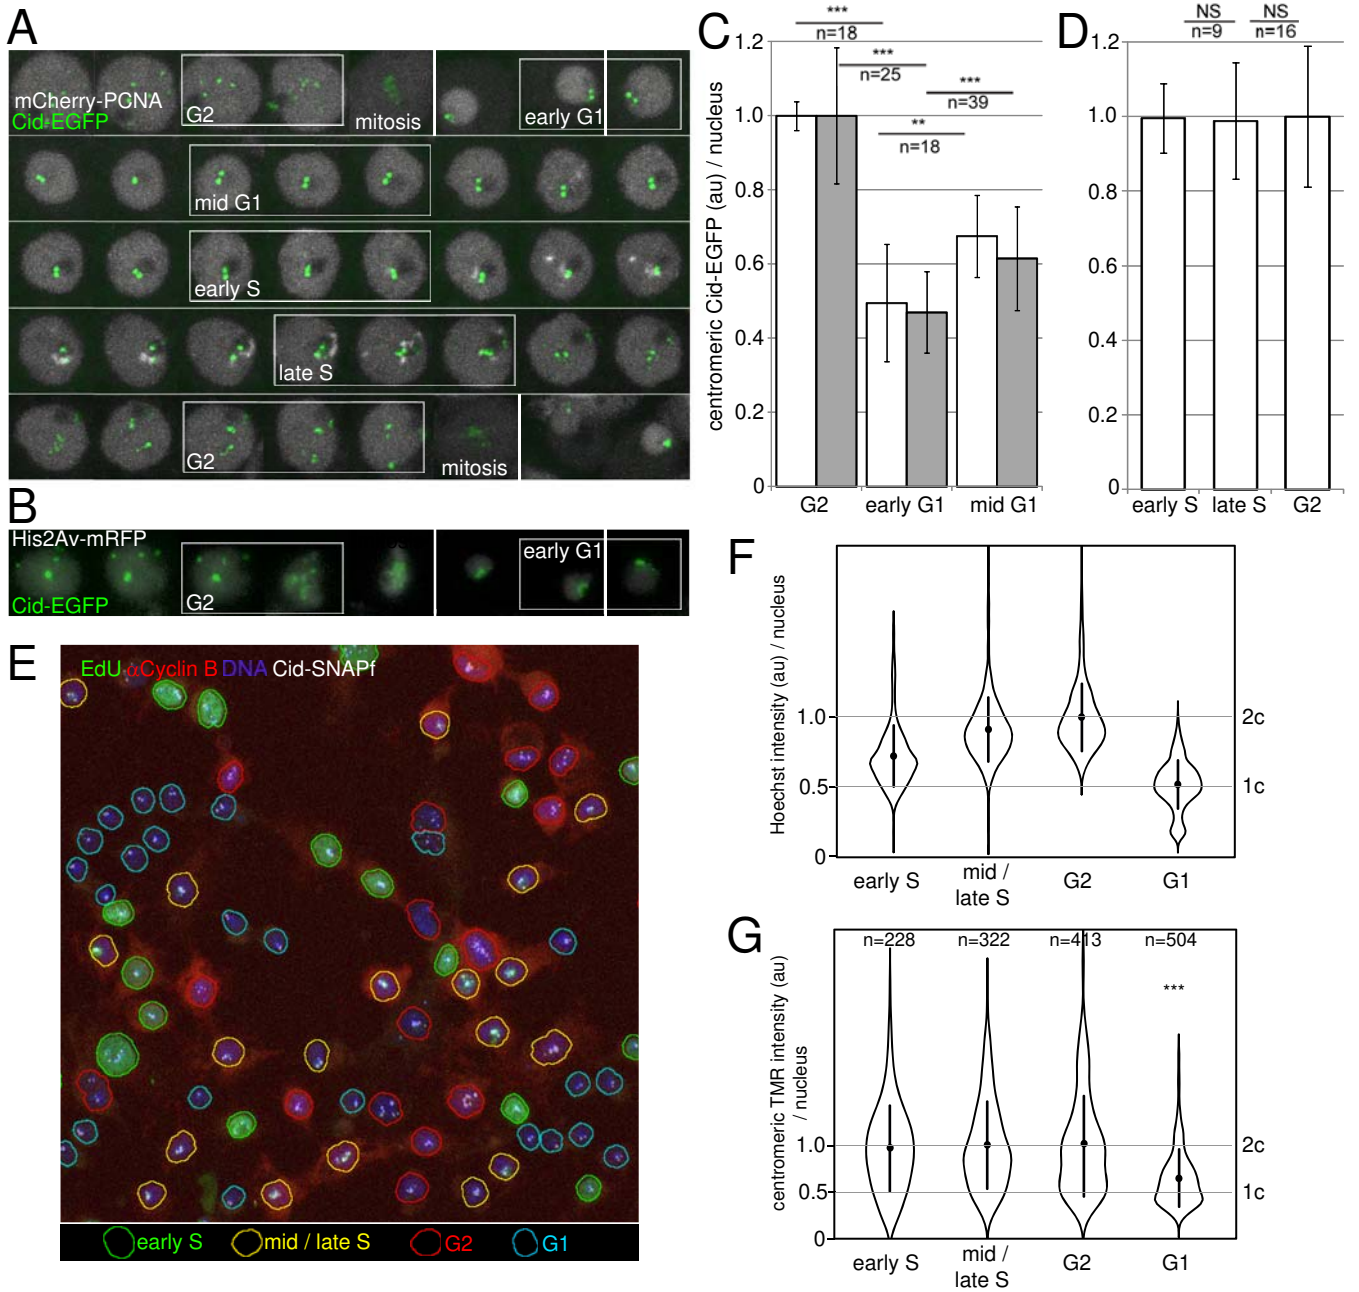 A
mCherry-PCNA
Cid-EGFP
G2
mitosis
early G1
mid G1
early S
late S
G2
mitosis
B
His2Av-mRFP
Cid-EGFP
G2
early G1
C
***
n=18
***
n=25
***
n=39
**
n=18
centromeric Cid-EGFP (au) / nucleus
1.2
1.0
0.8
0.6
0.4
0.2
0
G2 early G1 mid G1
D
NS NS
n=9 n=16
1.2
1.0
0.8
0.6
0.4
0.2
0
early S late S G2
E
EdU αCyclin B DNA Cid-SNAPf
early S mid / late S G2 G1
F
Hoechst intensity (au) / nucleus
1.0 2c
0.5 1c
0
early S mid / late S G2 G1
G
n=228 n=322 n=413 n=504
***
centromeric TMR intensity (au)
/ nucleus
1.0 2c
0.5 1c
0
early S mid / late S G2 G1